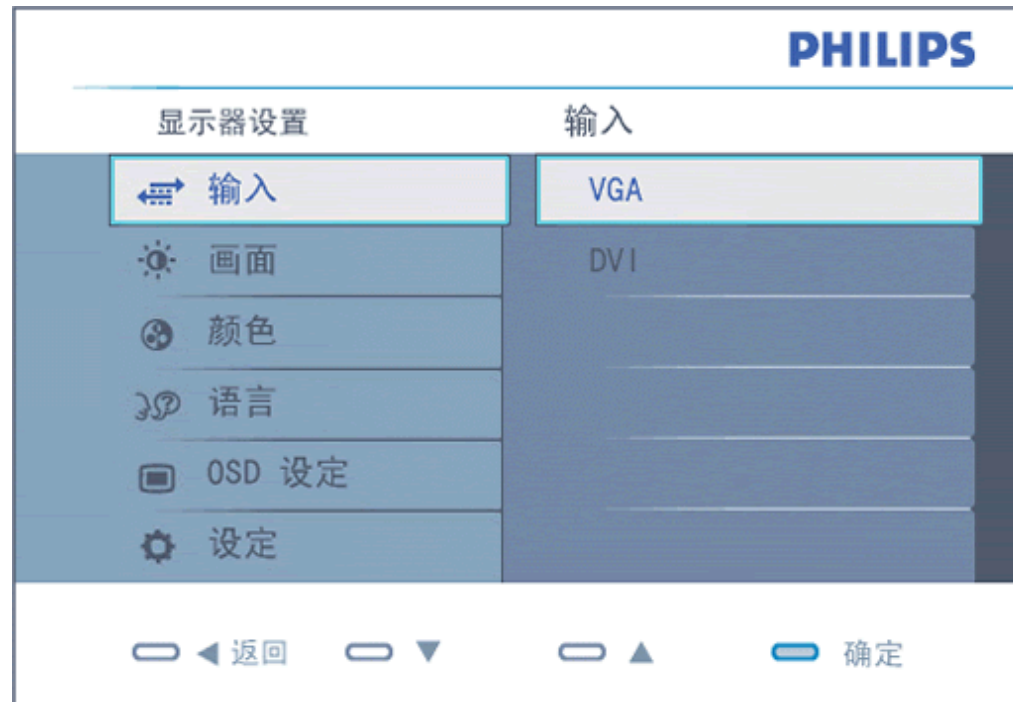 PHILIPS
显示器设置 输入
输入 VGA
画面 DVI
颜色
语言
OSD 设定
设定
返回 确定